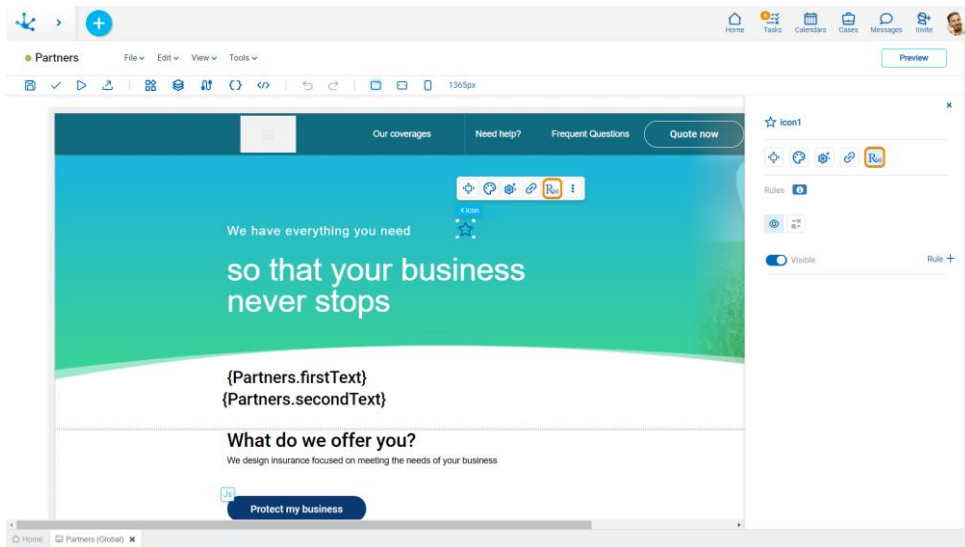 Home Tasks Calendars Cases Messages Invite
6
Partners File Edit View Tools Preview
1365px
Our coverages Need help? Frequent Questions Quote now
icon1
R(x)
Rules
R(x)
Icon
Visible Rule
We have everything you need
so that your business
never stops
{Partners.firstText}
{Partners.secondText}
What do we offer you?
We design insurance focused on meeting the needs of your business
Js
Protect my business
Home Partners (Global)